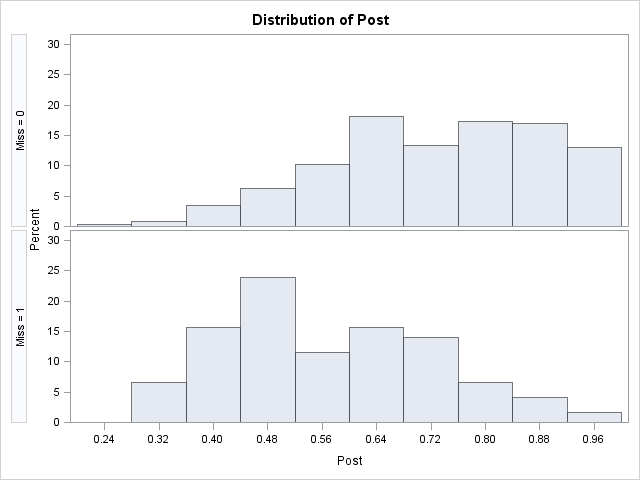 Distribution of Post
Miss = 0
30
25
20
15
10
5
0
Percent
Miss = 1
30
25
20
15
10
5
0
0.24 0.32 0.40 0.48 0.56 0.64 0.72 0.80 0.88 0.96
Post